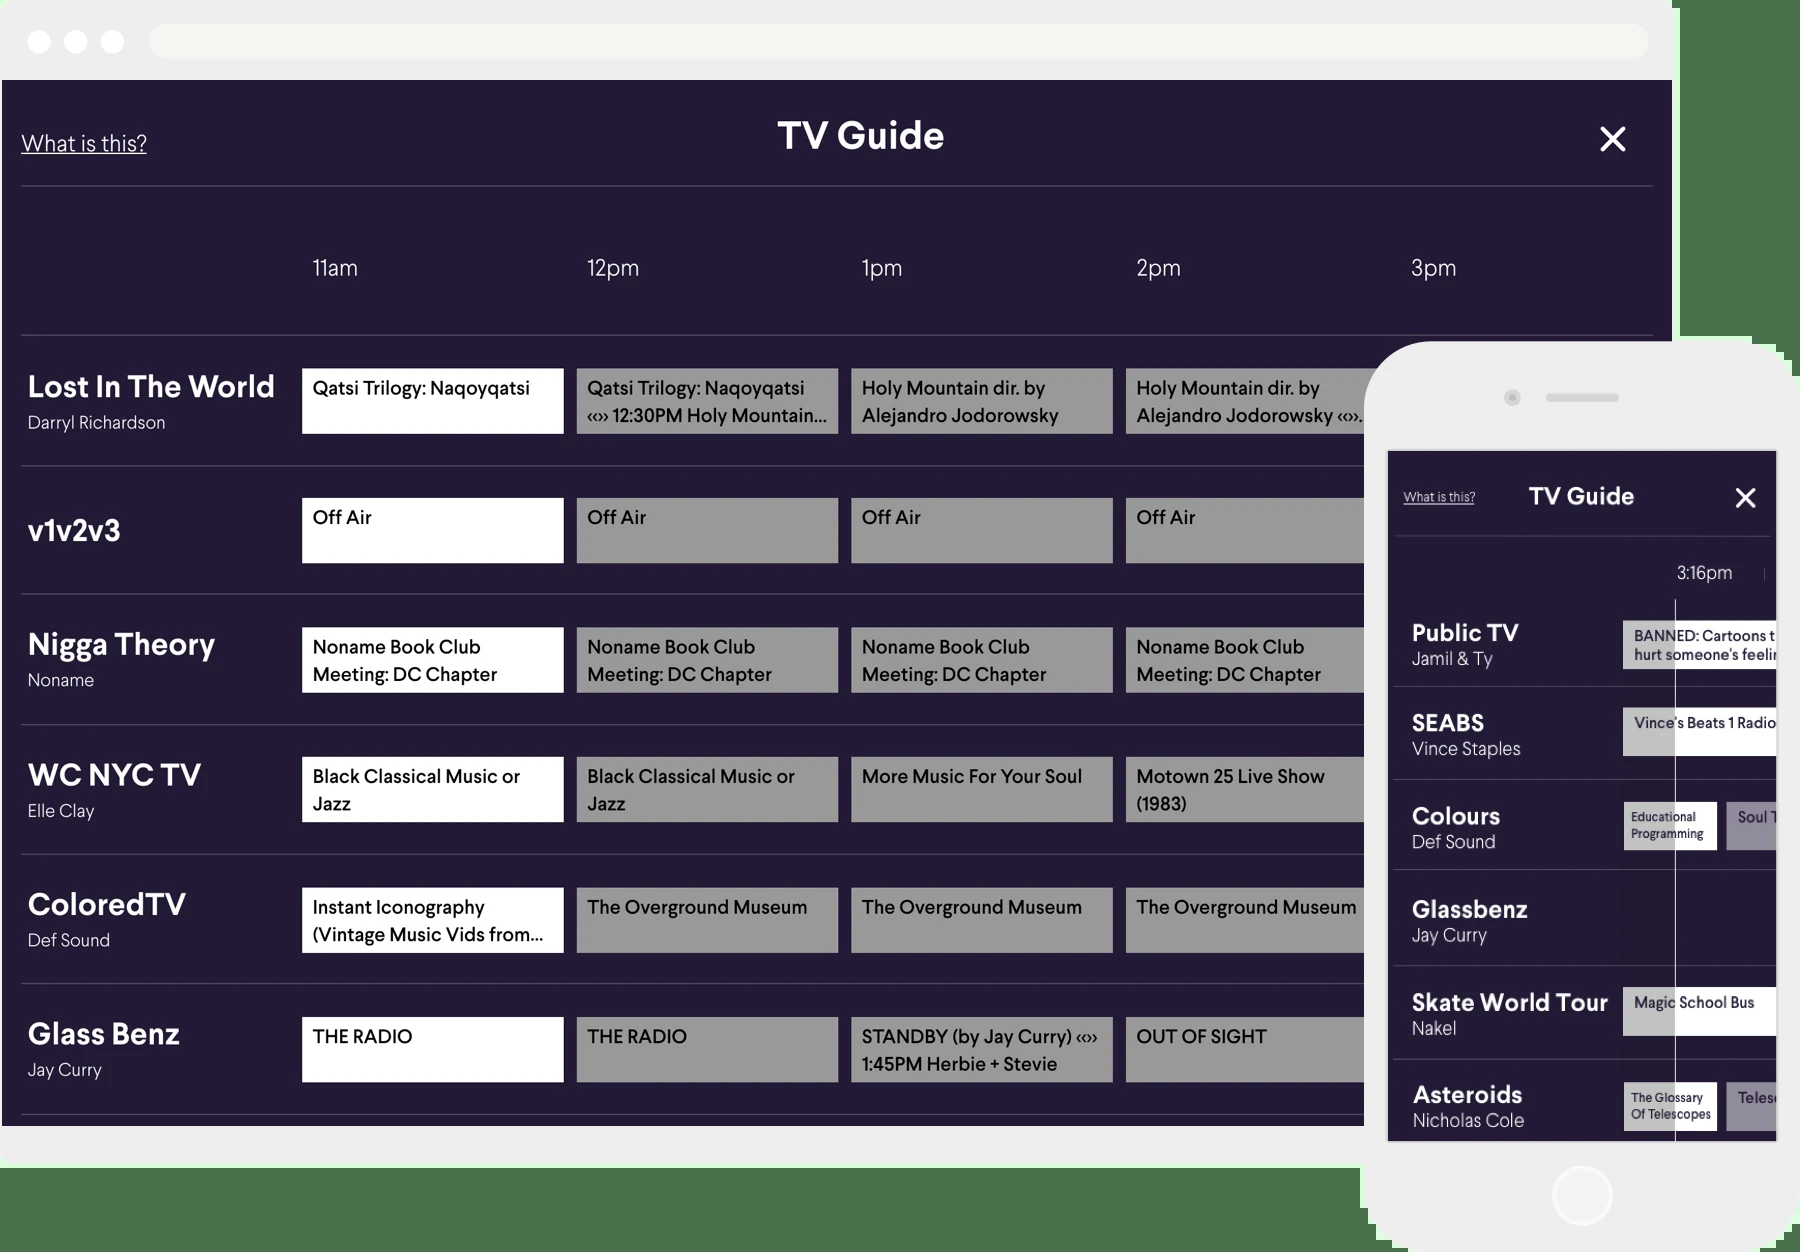 What is this?
TV Guide
11am 12pm 1pm 2pm 3pm
Lost In The World
Darryl Richardson
Qatsi Trilogy: Naqoyqatsi
Qatsi Trilogy: Naqoyqatsi
‹‹›› 12:30PM Holy Mountain...
Holy Mountain dir. by
Alejandro Jodorowsky
Holy Mountain dir. by
Alejandro Jodorowsky ‹‹››.
v1v2v3
Off Air
Off Air
Off Air
Off Air
Nigga Theory
Noname
Noname Book Club
Meeting: DC Chapter
Noname Book Club
Meeting: DC Chapter
Noname Book Club
Meeting: DC Chapter
Noname Book Club
Meeting: DC Chapter
WC NYC TV
Elle Clay
Black Classical Music or
Jazz
Black Classical Music or
Jazz
More Music For Your Soul
Motown 25 Live Show
(1983)
ColoredTV
Def Sound
Instant Iconography
(Vintage Music Vids from...
The Overground Museum
The Overground Museum
The Overground Museum
Glass Benz
Jay Curry
THE RADIO
THE RADIO
STANDBY (by Jay Curry) ‹‹››
1:45PM Herbie + Stevie
OUT OF SIGHT
What is this?
TV Guide
3:16pm
Public TV
Jamil & Ty
BANNED: Cartoons t
hurt someone's feelin
SEABS
Vince Staples
Vince's Beats 1 Radio
Colours
Def Sound
Educational
Programming
Soul T
Glassbenz
Jay Curry
Skate World Tour
Nakel
Magic School Bus
Asteroids
Nicholas Cole
The Glossary
Of Telescopes
Telesc